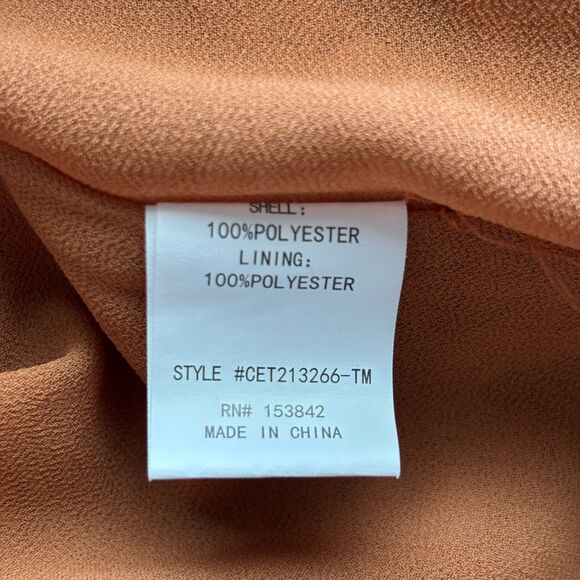 SHELL:
100%POLYESTER
LINING:
100%POLYESTER
STYLE #CET213266-TM
RN# 153842
MADE IN CHINA